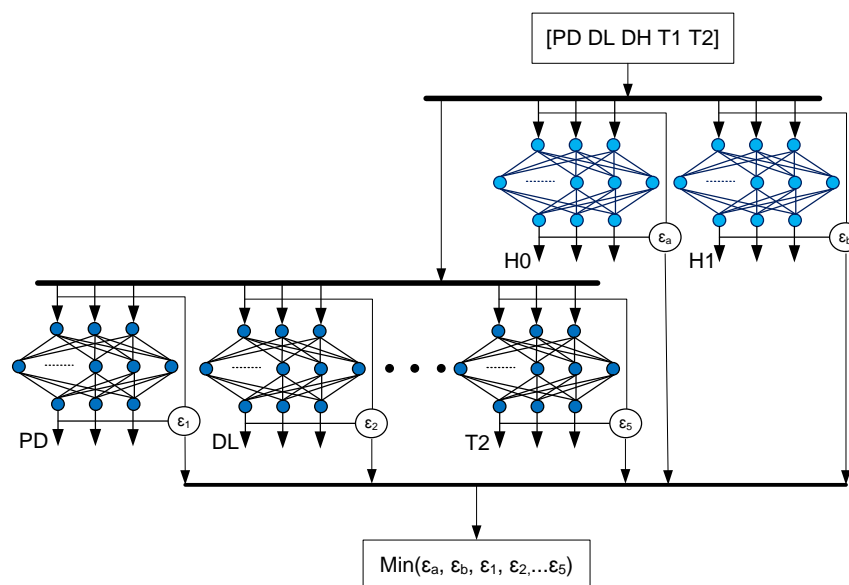 [PD DL DH T1 T2]
εa
εb
H0
H1
ε1
ε2
ε5
PD
DL
T2
Min(εa, εb, ε1, ε2,...ε5)